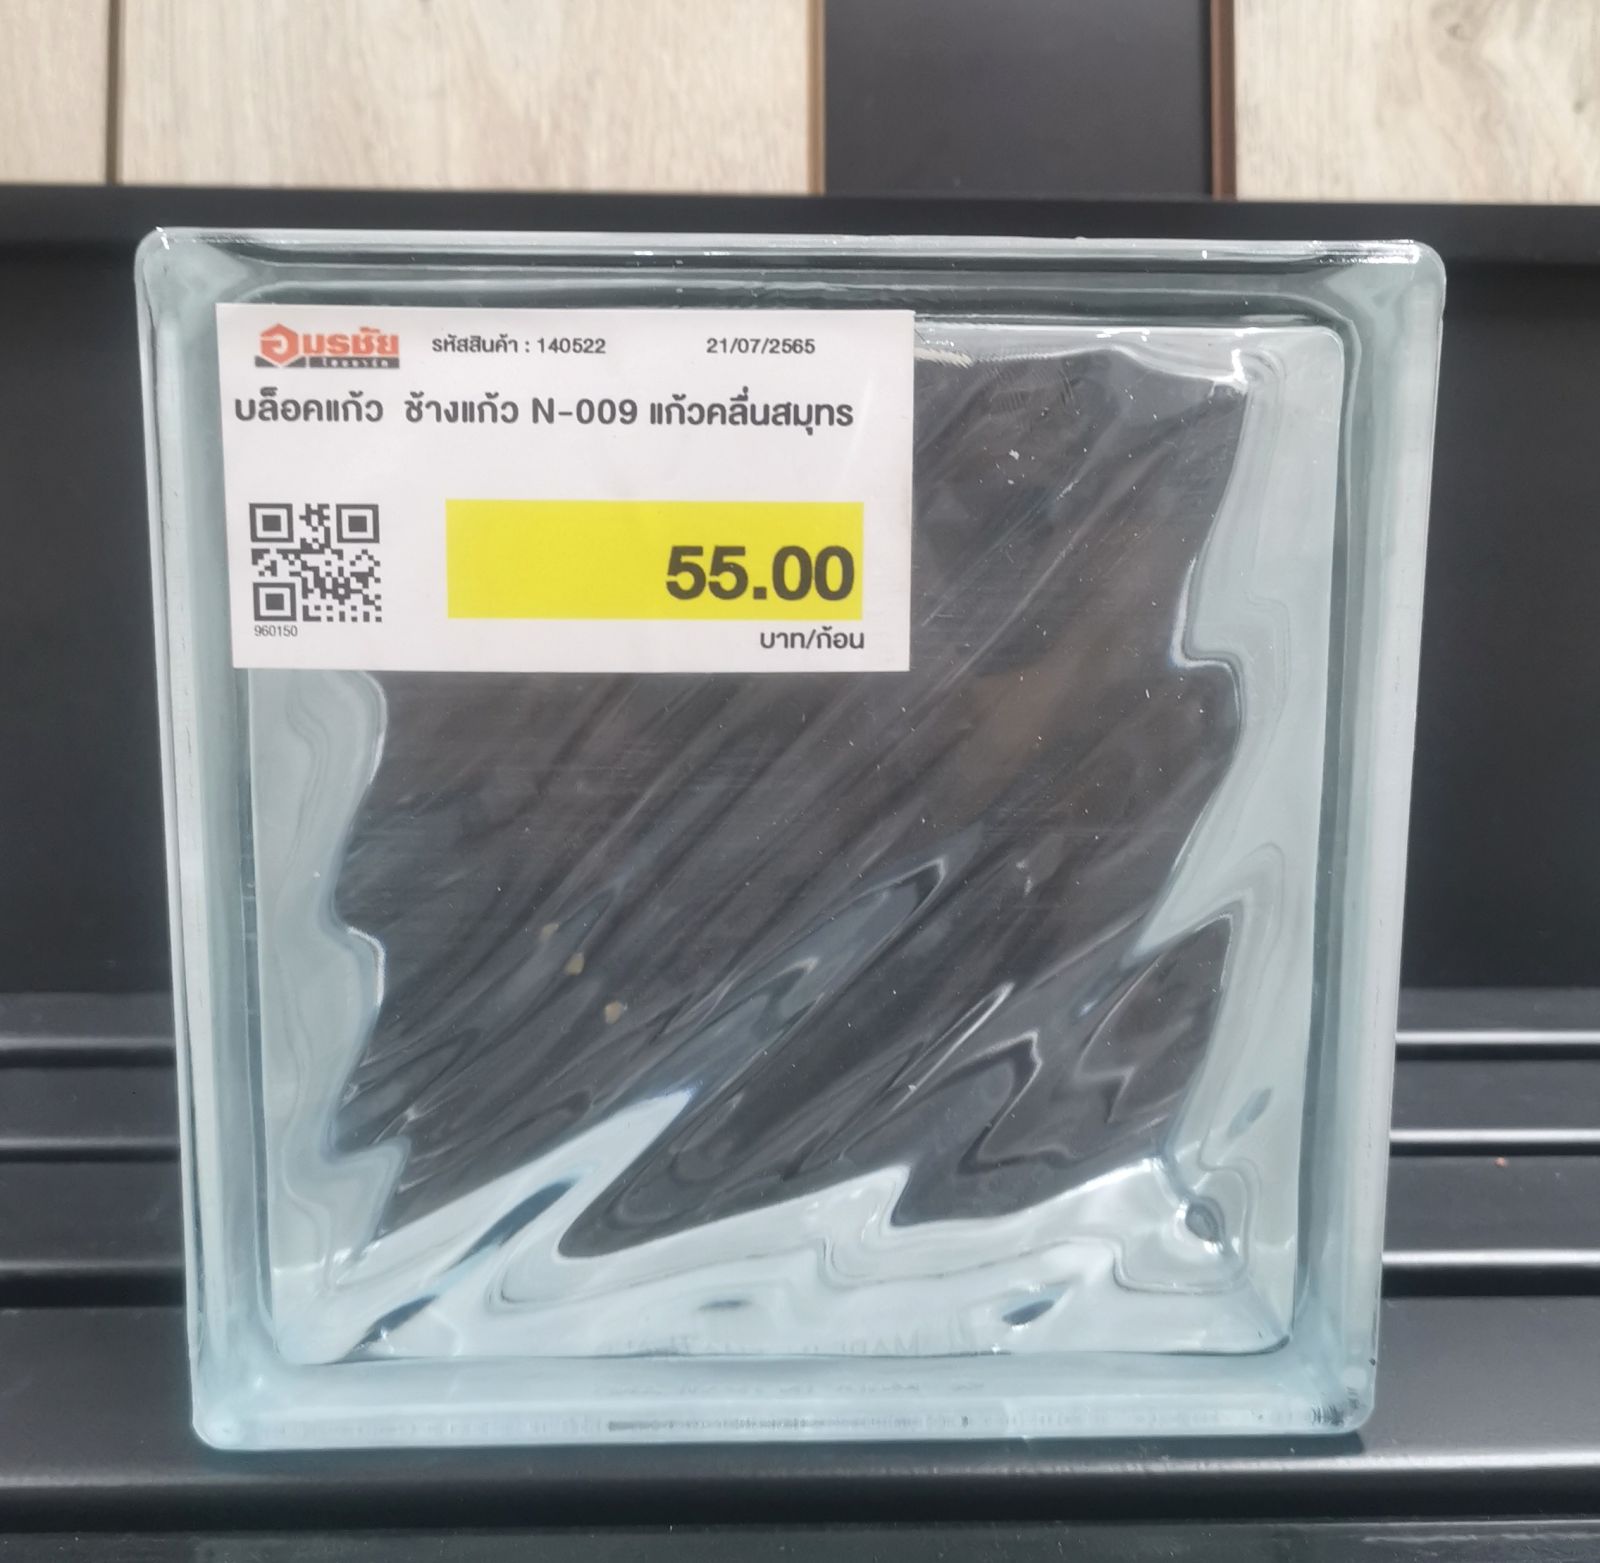 อมรชัย รหัสสินค้า : 140522 21/07/2565
บล็อคแก้ว ช้างแก้ว N-009 แก้วคลื่นสมุทร
55.00
960150
บาท/ก้อน